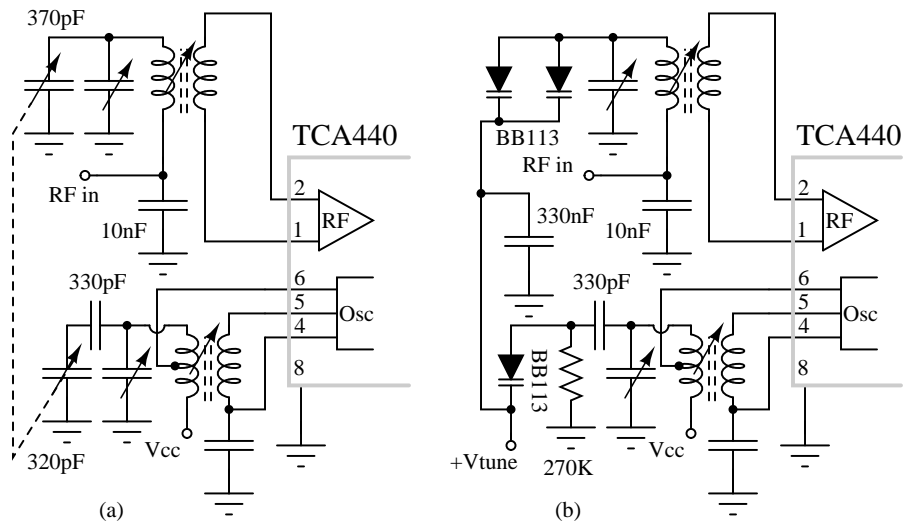 370pF
TCA440
RF in
10nF
2
1
RF
330pF
6
5
4
Osc
8
Vcc
320pF
(a)
BB113
TCA440
RF in
330nF
10nF
2
1
RF
330pF
6
5
4
Osc
8
BB113
Vcc
+Vtune
270K
(b)